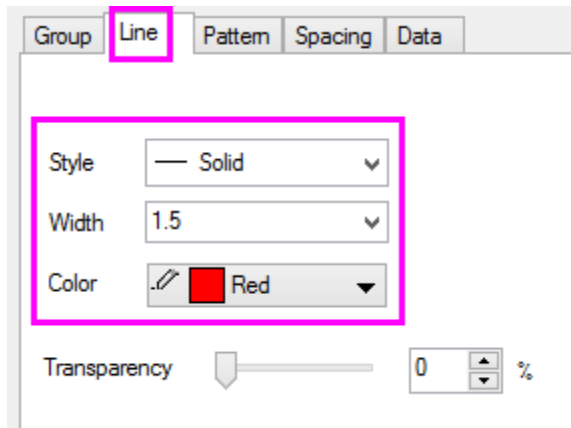 Group Line Pattern Spacing Data
Style Solid
Width 1.5
Color Red
Transparency 0 %